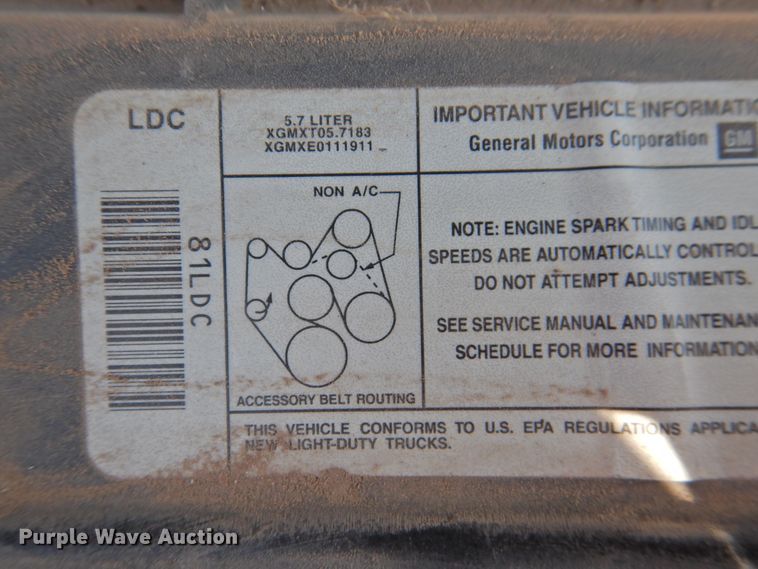 LDC
81LDC
5.7 LITER
XGMXT05.7183
XGMXE0111911
NON A/C
ACCESSORY BELT ROUTING
IMPORTANT VEHICLE INFORMATIO
General Motors Corporation GM
NOTE: ENGINE SPARK TIMING AND IDL
SPEEDS ARE AUTOMATICALLY CONTROL
DO NOT ATTEMPT ADJUSTMENTS.
SEE SERVICE MANUAL AND MAINTENAN
SCHEDULE FOR MORE INFORMATION
THIS VEHICLE CONFORMS TO U.S. EPA REGULATIONS APPLICA
NEW LIGHT-DUTY TRUCKS.
Purple Wave Auction